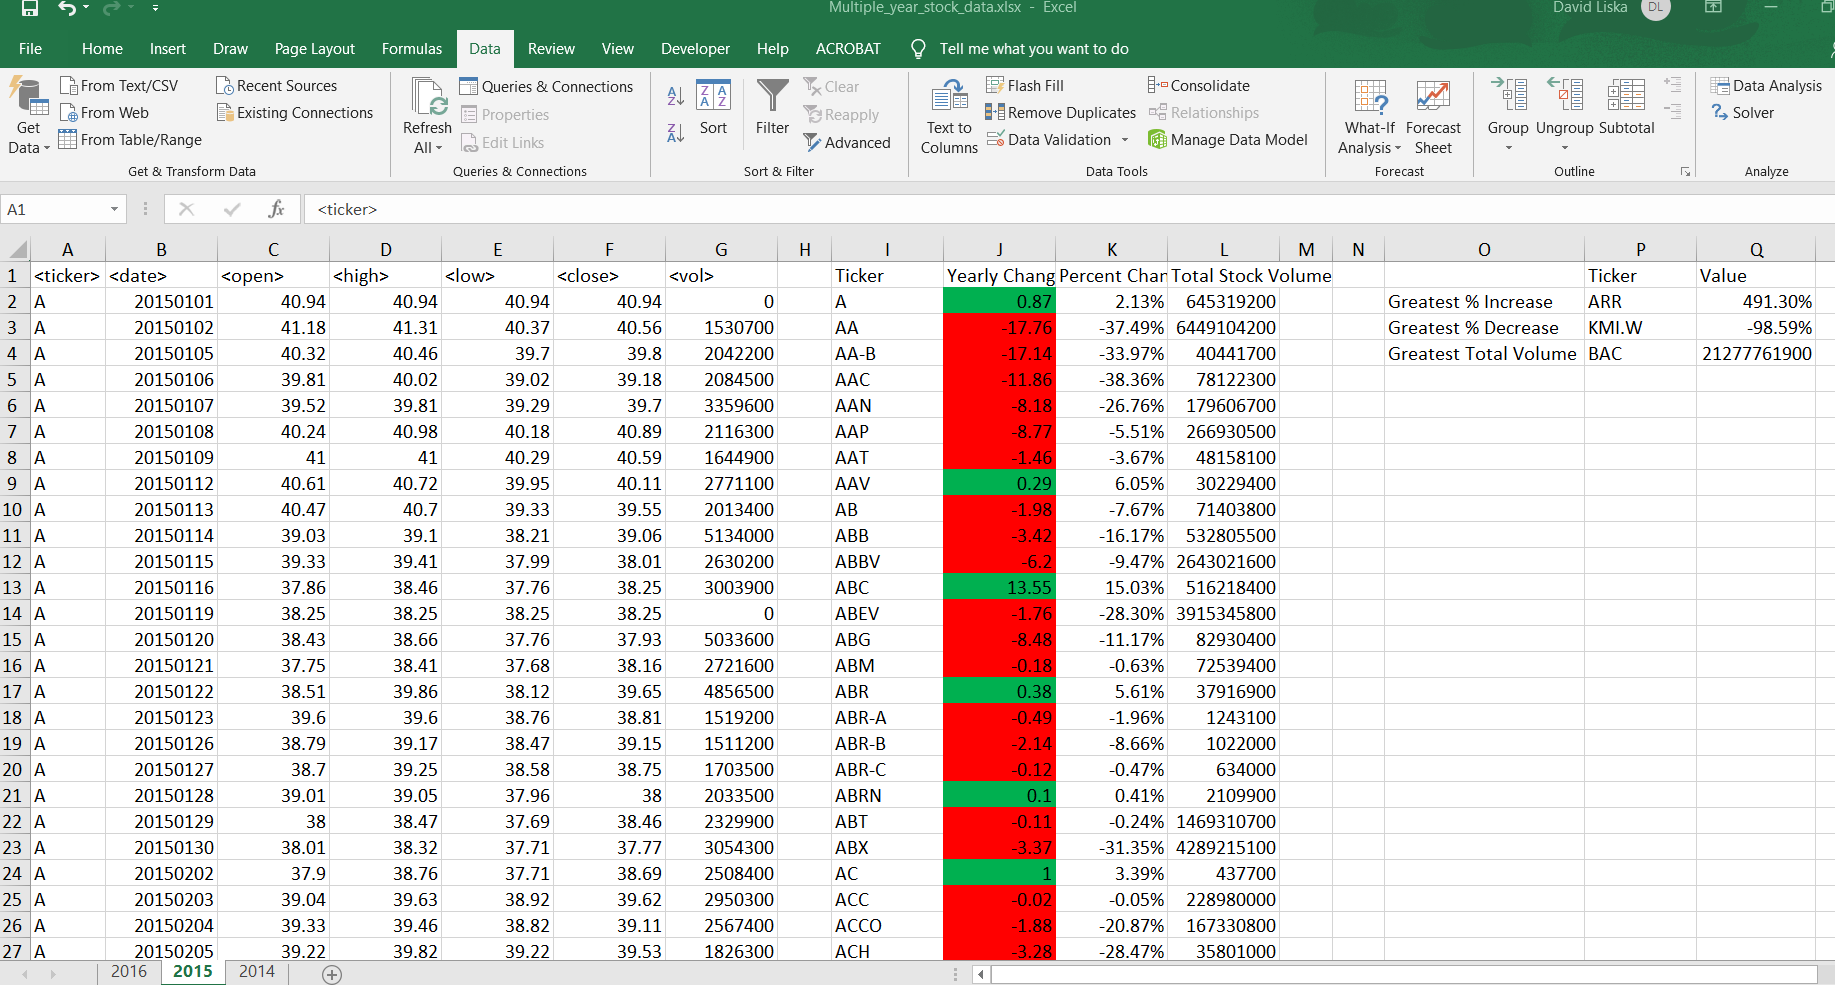 Multiple_year_stock_data.xlsx - Excel
David Liska DL
File Home Insert Draw Page Layout Formulas Data Review View Developer Help ACROBAT Tell me what you want to do
From Text/CSV Recent Sources Queries & Connections Clear Flash Fill Consolidate Data Analysis
From Web Existing Connections Properties Reapply Remove Duplicates Relationships Solver
Get From Table/Range Refresh Edit Links Sort Filter Advanced Text to Data Validation Manage Data Model What-If Forecast Group Ungroup Subtotal
Data All Columns Analysis Sheet
Get & Transform Data Queries & Connections Sort & Filter Data Tools Forecast Outline Analyze
A1 fx <ticker>
A B C D E F G H I J K L M N O P Q
1 <ticker> <date> <open> <high> <low> <close> <vol> Ticker Yearly Chang Percent Chan Total Stock Volume Ticker Value
2 A 20150101 40.94 40.94 40.94 40.94 0 A 0.87 2.13% 645319200 Greatest % Increase ARR 491.30%
3 A 20150102 41.18 41.31 40.37 40.56 1530700 AA -17.76 -37.49% 6449104200 Greatest % Decrease KMI.W -98.59%
4 A 20150105 40.32 40.46 39.7 39.8 2042200 AA-B -17.14 -33.97% 40441700 Greatest Total Volume BAC 21277761900
5 A 20150106 39.81 40.02 39.02 39.18 2084500 AAC -11.86 -38.36% 78122300
6 A 20150107 39.52 39.81 39.29 39.7 3359600 AAN -8.18 -26.76% 179606700
7 A 20150108 40.24 40.98 40.18 40.89 2116300 AAP -8.77 -5.51% 266930500
8 A 20150109 41 41 40.29 40.59 1644900 AAT -1.46 -3.67% 48158100
9 A 20150112 40.61 40.72 39.95 40.11 2771100 AAV 0.29 6.05% 30229400
10 A 20150113 40.47 40.7 39.33 39.55 2013400 AB -1.98 -7.67% 71403800
11 A 20150114 39.03 39.1 38.21 39.06 5134000 ABB -3.42 -16.17% 532805500
12 A 20150115 39.33 39.41 37.99 38.01 2630200 ABBV -6.2 -9.47% 2643021600
13 A 20150116 37.86 38.46 37.76 38.25 3003900 ABC 13.55 15.03% 516218400
14 A 20150119 38.25 38.25 38.25 38.25 0 ABEV -1.76 -28.30% 3915345800
15 A 20150120 38.43 38.66 37.76 37.93 5033600 ABG -8.48 -11.17% 82930400
16 A 20150121 37.75 38.41 37.68 38.16 2721600 ABM -0.18 -0.63% 72539400
17 A 20150122 38.51 39.86 38.12 39.65 4856500 ABR 0.38 5.61% 37916900
18 A 20150123 39.6 39.6 38.76 38.81 1519200 ABR-A -0.49 -1.96% 1243100
19 A 20150126 38.79 39.17 38.47 39.15 1511200 ABR-B -2.14 -8.66% 1022000
20 A 20150127 38.7 39.25 38.58 38.75 1703500 ABR-C -0.12 -0.47% 634000
21 A 20150128 39.01 39.05 37.96 38 2033500 ABRN 0.1 0.41% 2109900
22 A 20150129 38 38.47 37.69 38.46 2329900 ABT -0.11 -0.24% 1469310700
23 A 20150130 38.01 38.32 37.71 37.77 3054300 ABX -3.37 -31.35% 4289215100
24 A 20150202 37.9 38.76 37.71 38.69 2508400 AC 1 3.39% 437700
25 A 20150203 39.04 39.63 38.92 39.62 2950300 ACC -0.02 -0.05% 228980000
26 A 20150204 39.33 39.46 38.82 39.11 2567400 ACCO -1.88 -20.87% 167330800
27 A 20150205 39.22 39.82 39.22 39.53 1826300 ACH -3.28 -28.47% 35801000
2016 2015 2014